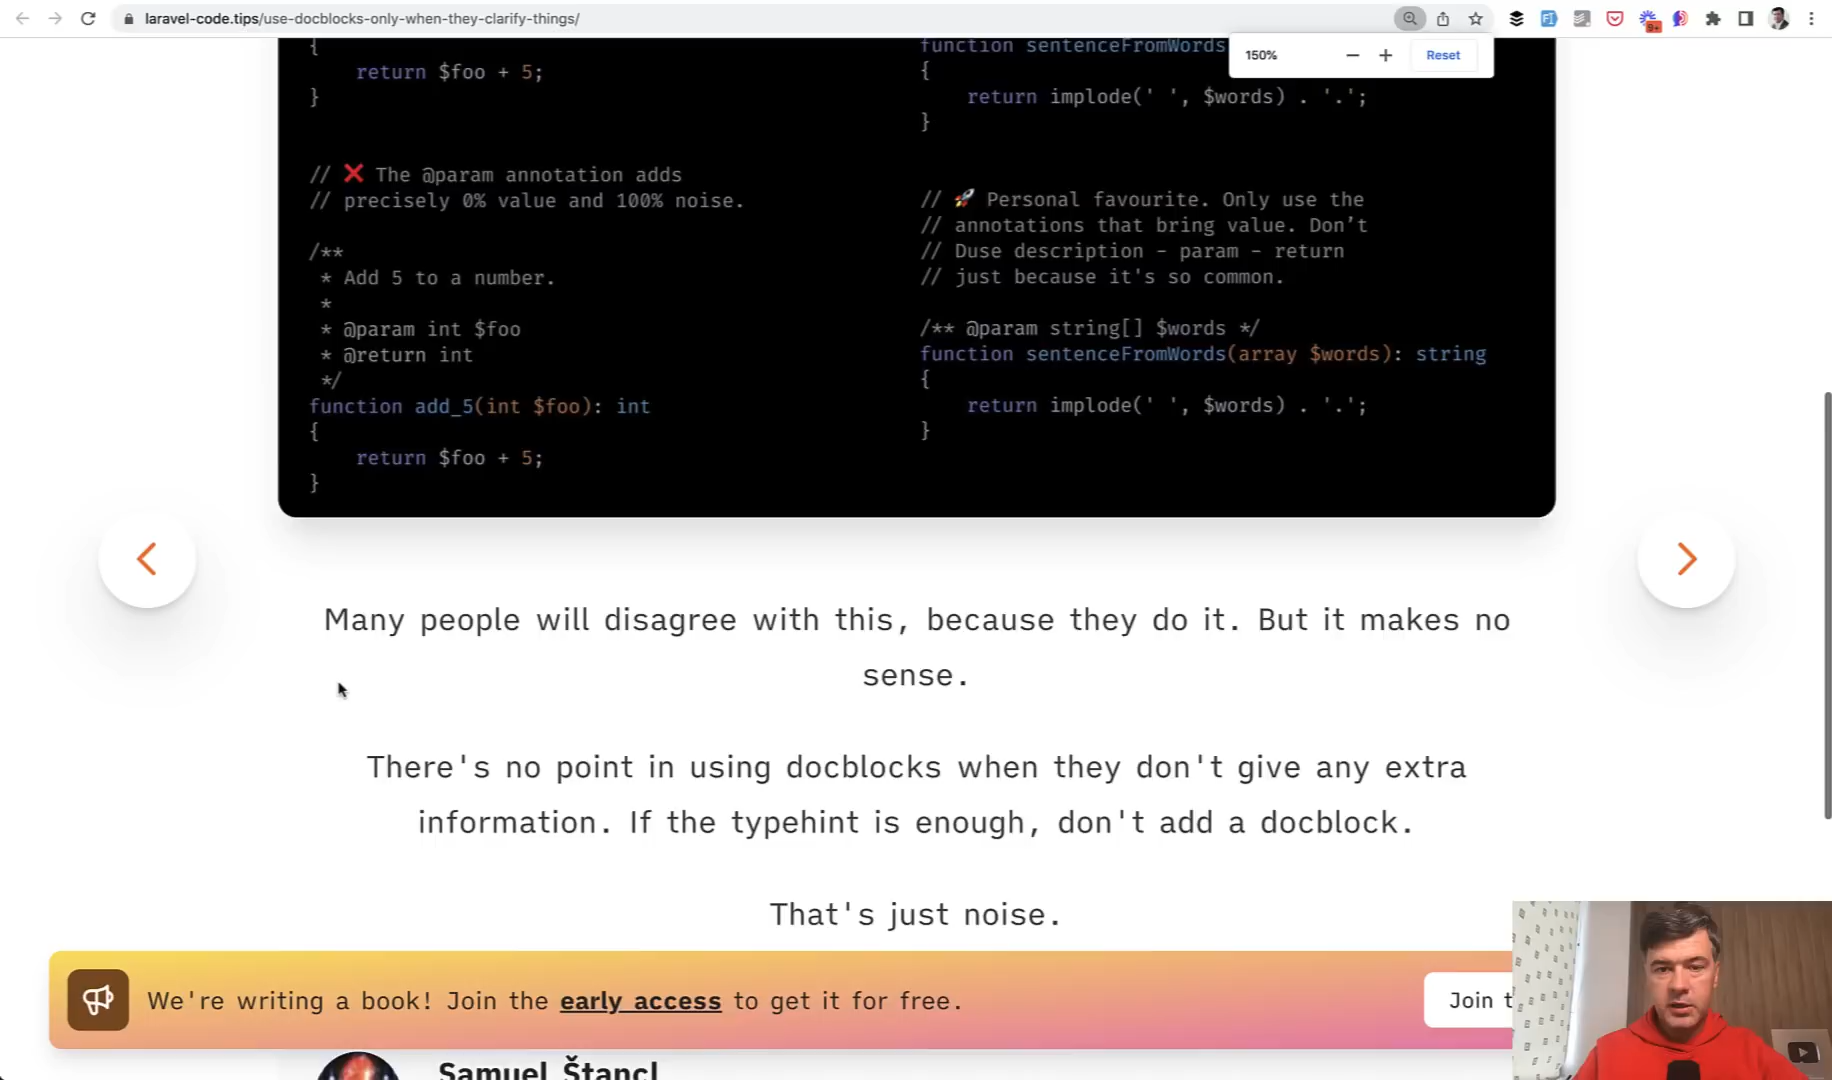 laravel-code.tips/use-docblocks-only-when-they-clarify-things/
9+
150%
Reset
{
return $foo + 5;
}
// ❌ The @param annotation adds
// precisely 0% value and 100% noise.
/**
* Add 5 to a number.
*
* @param int $foo
* @return int
*/
function add_5(int $foo): int
{
return $foo + 5;
}
function sentenceFromWords
{
return implode(' ', $words) . '.';
}
// 🚀 Personal favourite. Only use the
// annotations that bring value. Don’t
// Duse description - param - return
// just because it's so common.
/** @param string[] $words */
function sentenceFromWords(array $words): string
{
return implode(' ', $words) . '.';
}
Many people will disagree with this, because they do it. But it makes no
sense.
There's no point in using docblocks when they don't give any extra
information. If the typehint is enough, don't add a docblock.
That's just noise.
We're writing a book! Join the early access to get it for free.
Join t
Samuel Štancl